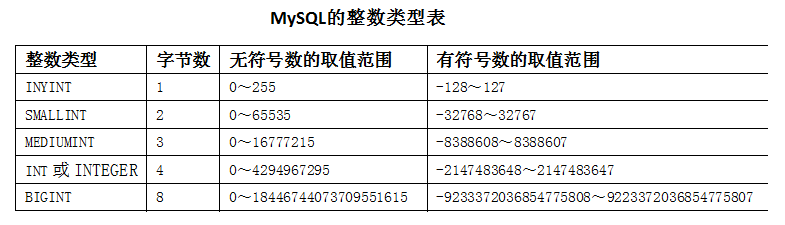 MySQL的整数类型表
整数类型 字节数 无符号数的取值范围 有符号数的取值范围
INYINT 1 0～255 -128～127
SMALLINT 2 0～65535 -32768～32767
MEDIUMINT 3 0～16777215 -8388608～8388607
INT 或 INTEGER 4 0～4294967295 -2147483648～2147483647
BIGINT 8 0～18446744073709551615 -9233372036854775808～9223372036854775807